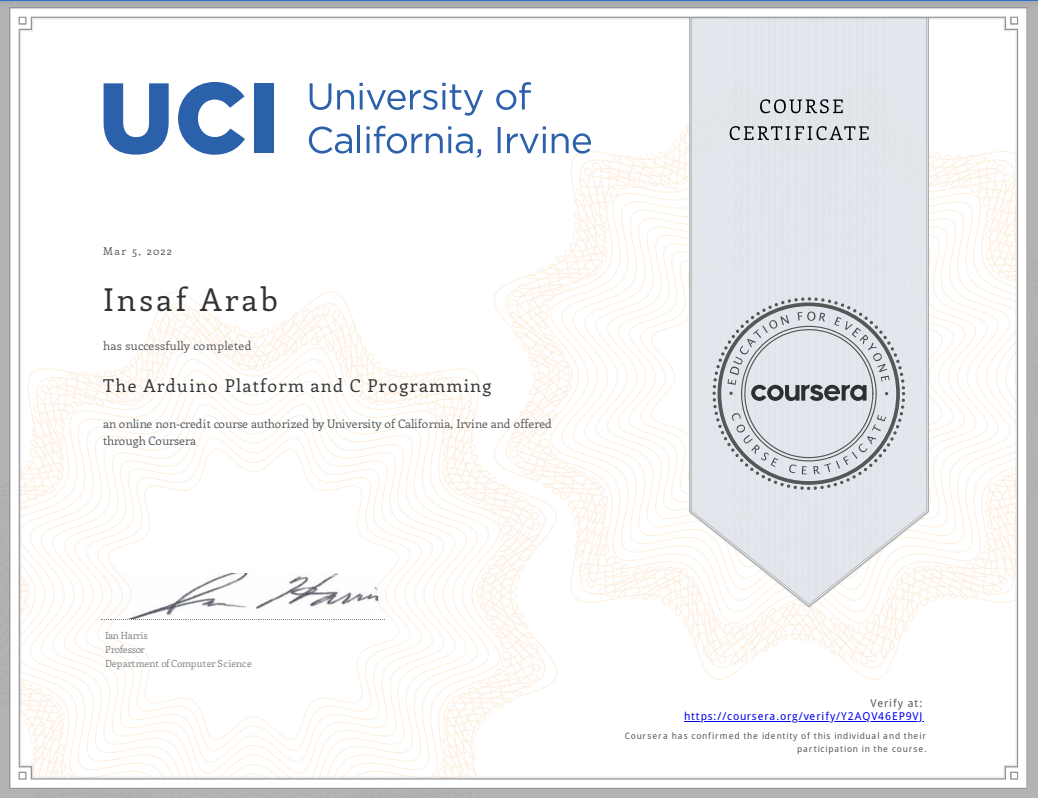 UCI
University of
California, Irvine
COURSE
CERTIFICATE
Mar 5, 2022
Insaf Arab
has successfully completed
The Arduino Platform and C Programming
an online non-credit course authorized by University of California, Irvine and offered
through Coursera
EDUCATION FOR EVERYONE
coursera
COURSE CERTIFICATE
Ian Harris
Ian Harris
Professor
Department of Computer Science
Verify at:
https://coursera.org/verify/Y2AQV46EP9VJ
Coursera has confirmed the identity of this individual and their
participation in the course.